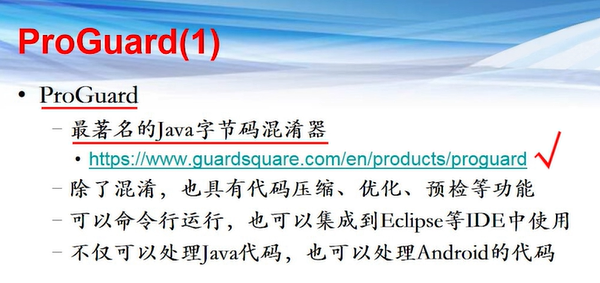 ProGuard(1)
• ProGuard
– 最著名的Java字节码混淆器
• https://www.guardsquare.com/en/products/proguard
– 除了混淆，也具有代码压缩、优化、预检等功能
– 可以命令行运行，也可以集成到Eclipse等IDE中使用
– 不仅可以处理Java代码，也可以处理Android的代码